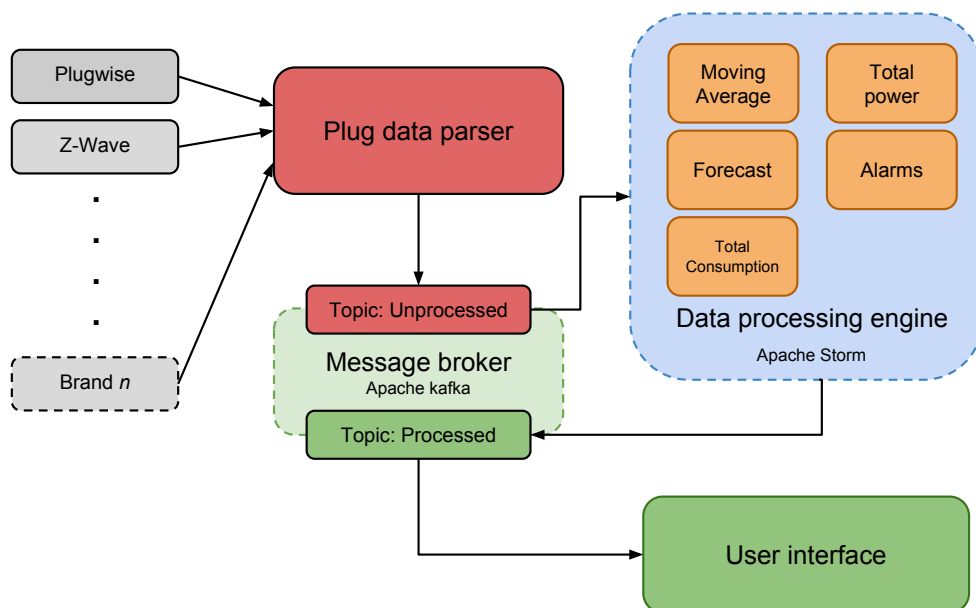 Plugwise
Z-Wave
Brand n
Plug data parser
Topic: Unprocessed
Message broker
Apache kafka
Topic: Processed
Moving
Average
Total
power
Forecast
Alarms
Total
Consumption
Data processing engine
Apache Storm
User interface